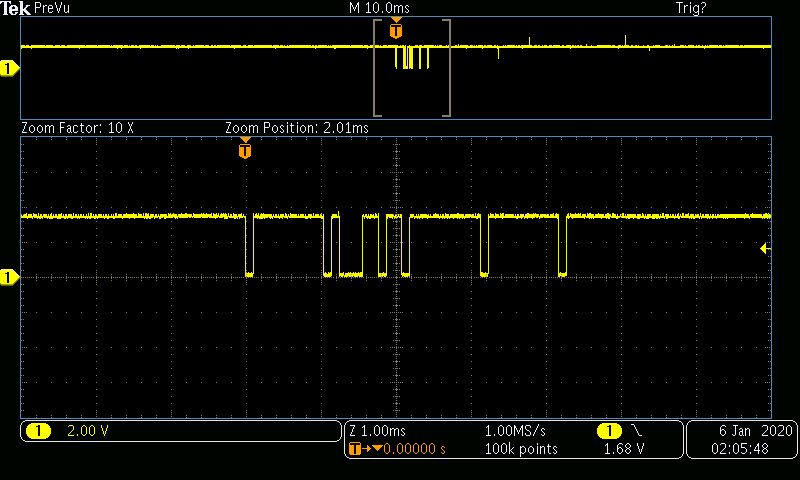 Tek PreVu M 10.0ms Trig?
T
1
Zoom Factor: 10 X Zoom Position: 2.01ms
T
1
1 2.00 V
Z 1.00ms 1.00MS/s 1
T 0.00000 s 100k points 1.68 V
6 Jan 2020
02:05:48